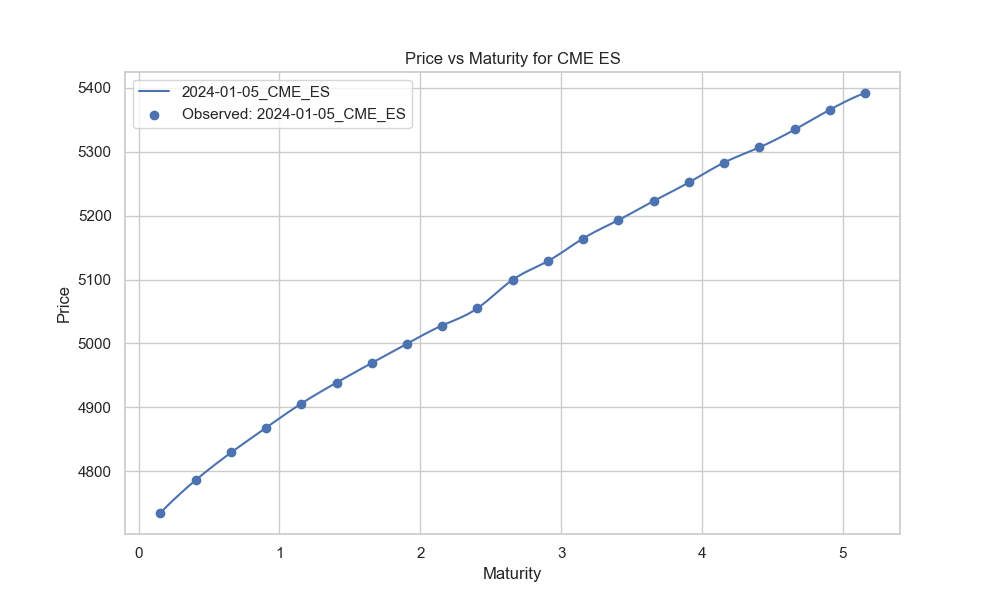 Price vs Maturity for CME ES
2024-01-05_CME_ES
Observed: 2024-01-05_CME_ES
Price
5400
5300
5200
5100
5000
4900
4800
0 1 2 3 4 5
Maturity